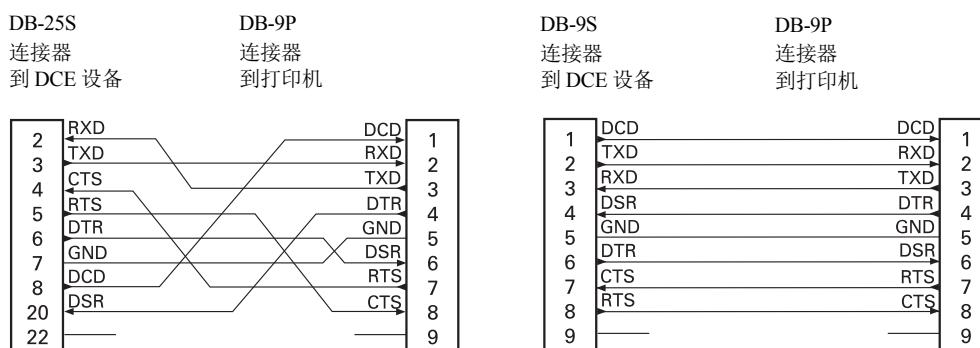 DB-25S DB-9P DB-9S DB-9P
连接器 连接器 连接器 连接器
到 DCE 设备 到打印机 到 DCE 设备 到打印机
2 RXD DCD 1 1 DCD DCD 1
3 TXD RXD 2 2 TXD RXD 2
4 CTS TXD 3 3 RXD TXD 3
5 RTS DTR 4 4 DSR DTR 4
6 DTR GND 5 5 GND GND 5
7 GND DSR 6 6 DTR DSR 6
8 DCD RTS 7 7 CTS RTS 7
20 DSR CTS 8 8 RTS CTS 8
22 9 9 9